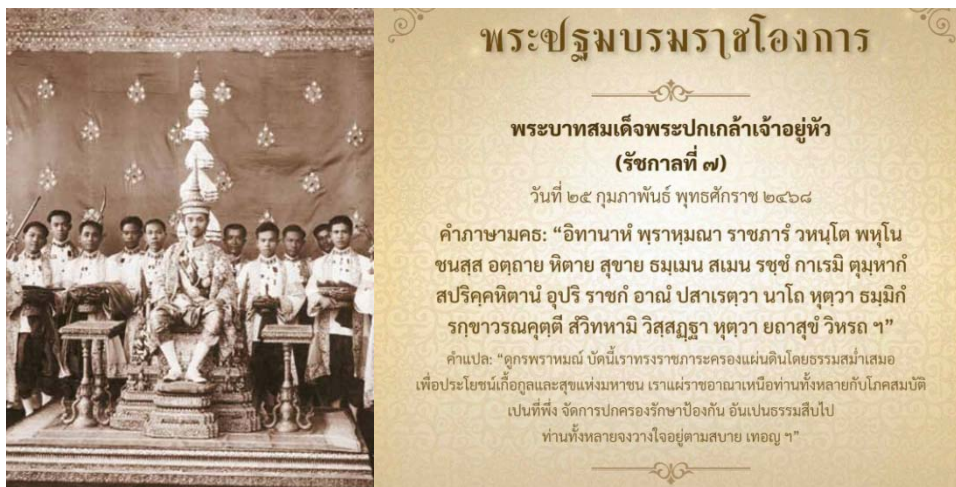 พระปฐมบรมราชโองการ
พระบาทสมเด็จพระปกเกล้าเจ้าอยู่หัว
(รัชกาลที่ ๗)
วันที่ ๒๕ กุมภาพันธ์ พุทธศักราช ๒๔๖๘
คำภาษามคธ: “อิทานาหํ พฺราหฺมณา ราชภารํ วหนฺโต พหุโน
ชนสฺส อตฺถาย หิตาย สุขาย ธมฺเมน สเมน รชฺชํ กาเรมิ ตุมฺหากํ
สปริคฺคหิตานํ อุปริ ราชกํ อาณํ ปสาเรตฺวา นาโถ หุตฺวา ธมฺมิกํ
รกฺขาวรณคุตฺตึ สํวิทหามิ วิสฺสฏฺฐา หุตฺวา ยถาสุขํ วิหรถ ฯ”
คำแปล: “ดูกรพราหมณ์ บัดนี้เราทรงราชภาระครองแผ่นดินโดยธรรมสม่ำเสมอ
เพื่อประโยชน์เกื้อกูลและสุขแห่งมหาชน เราแผ่ราชอาณาเหนือท่านทั้งหลายกับโภคสมบัติ
เปนที่พึ่ง จัดการปกครองรักษาป้องกัน อันเปนธรรมสืบไป
ท่านทั้งหลายจงวางใจอยู่ตามสบาย เทอญ ฯ”